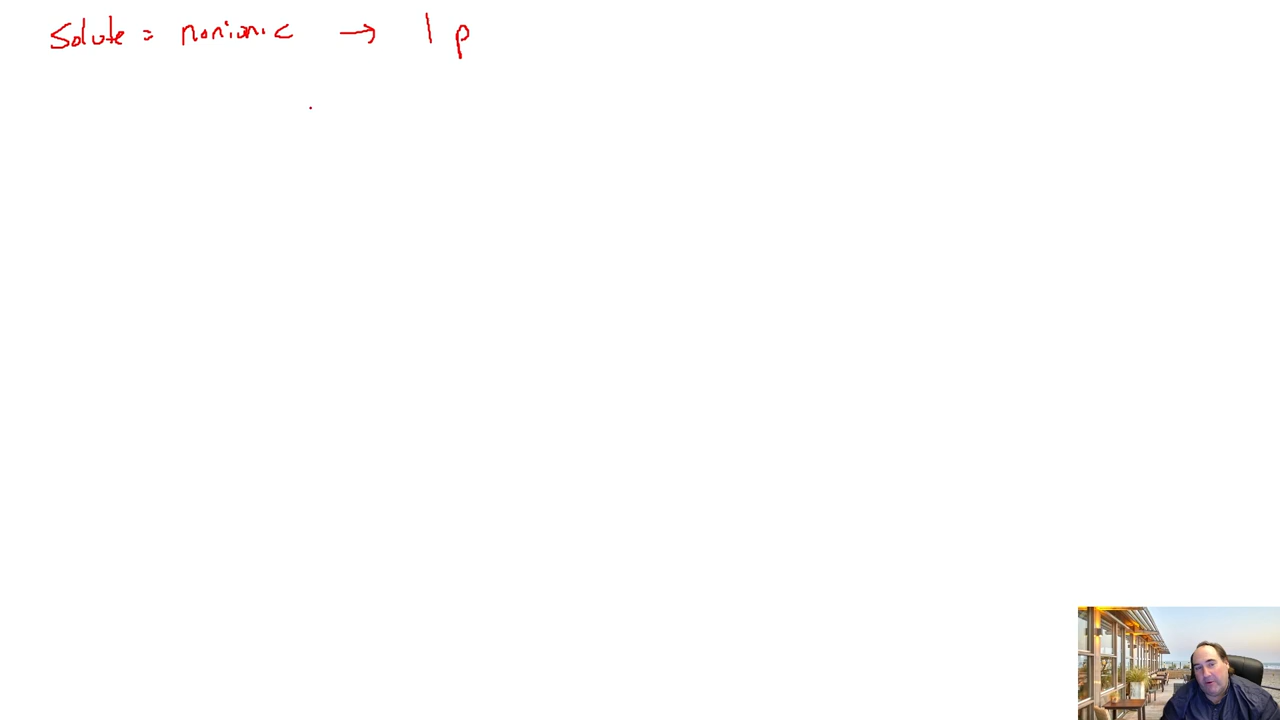 Solute = nonionic → 1 p